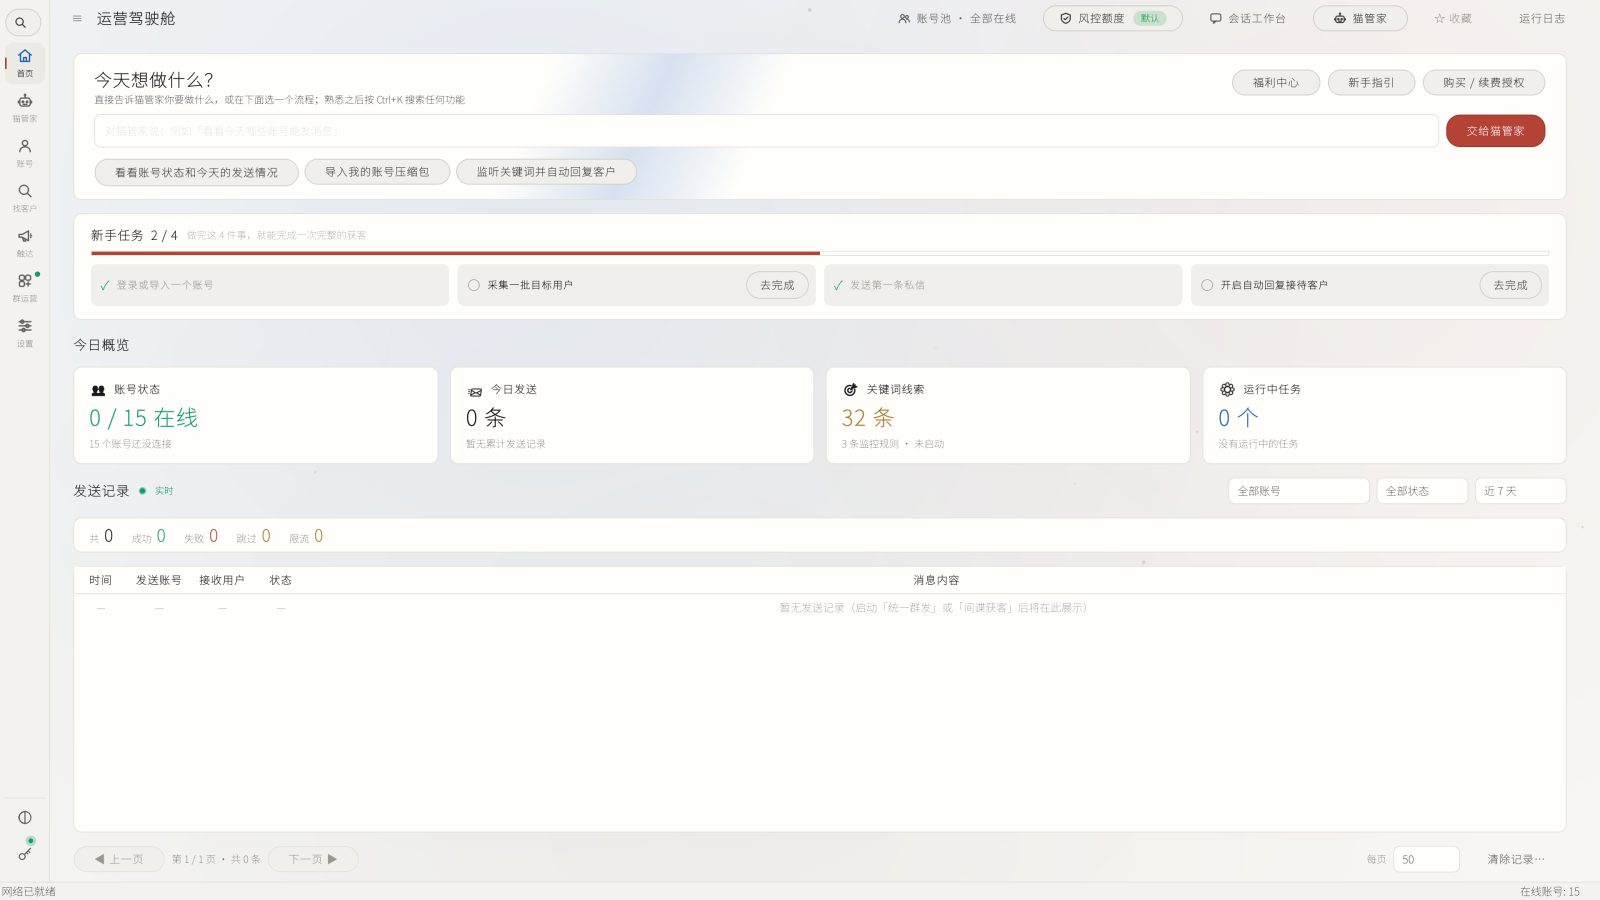 运营驾驶舱
账号池 · 全部在线
风控额度 默认
会话工作台
猫管家
☆ 收藏
运行日志
首页
猫管家
账号
找客户
触达
群运营
设置
今天想做什么？
直接告诉猫管家你要做什么，或在下面选一个流程；熟悉之后按 Ctrl+K 搜索任何功能
福利中心
新手指引
购买 / 续费授权
对猫管家说：例如「看看今天哪些账号能发消息」
交给猫管家
看看账号状态和今天的发送情况
导入我的账号压缩包
监听关键词并自动回复客户
新手任务 2 / 4 做完这 4 件事，就能完成一次完整的获客
✓ 登录或导入一个账号
采集一批目标用户 去完成
✓ 发送第一条私信
开启自动回复接待客户 去完成
今日概览
账号状态
0 / 15 在线
15 个账号还没连接
今日发送
0 条
暂无累计发送记录
关键词线索
32 条
3 条监控规则 · 未启动
运行中任务
0 个
没有运行中的任务
发送记录 实时
全部账号
全部状态
近 7 天
共 0 成功 0 失败 0 跳过 0 限流 0
时间 发送账号 接收用户 状态 消息内容
— — — — 暂无发送记录（启动「统一群发」或「间谍获客」后将在此展示）
◀ 上一页 第 1 / 1 页 · 共 0 条 下一页 ▶
每页 50 清除记录…
网络已就绪
在线账号: 15